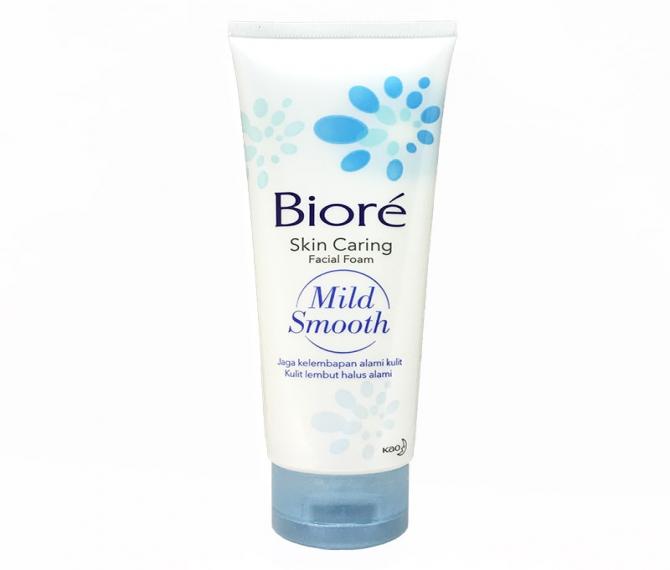 Bioré
Skin Caring
Facial Foam
Mild
Smooth
Jaga kelembapan alami kulit
Kulit lembut halus alami
Kao